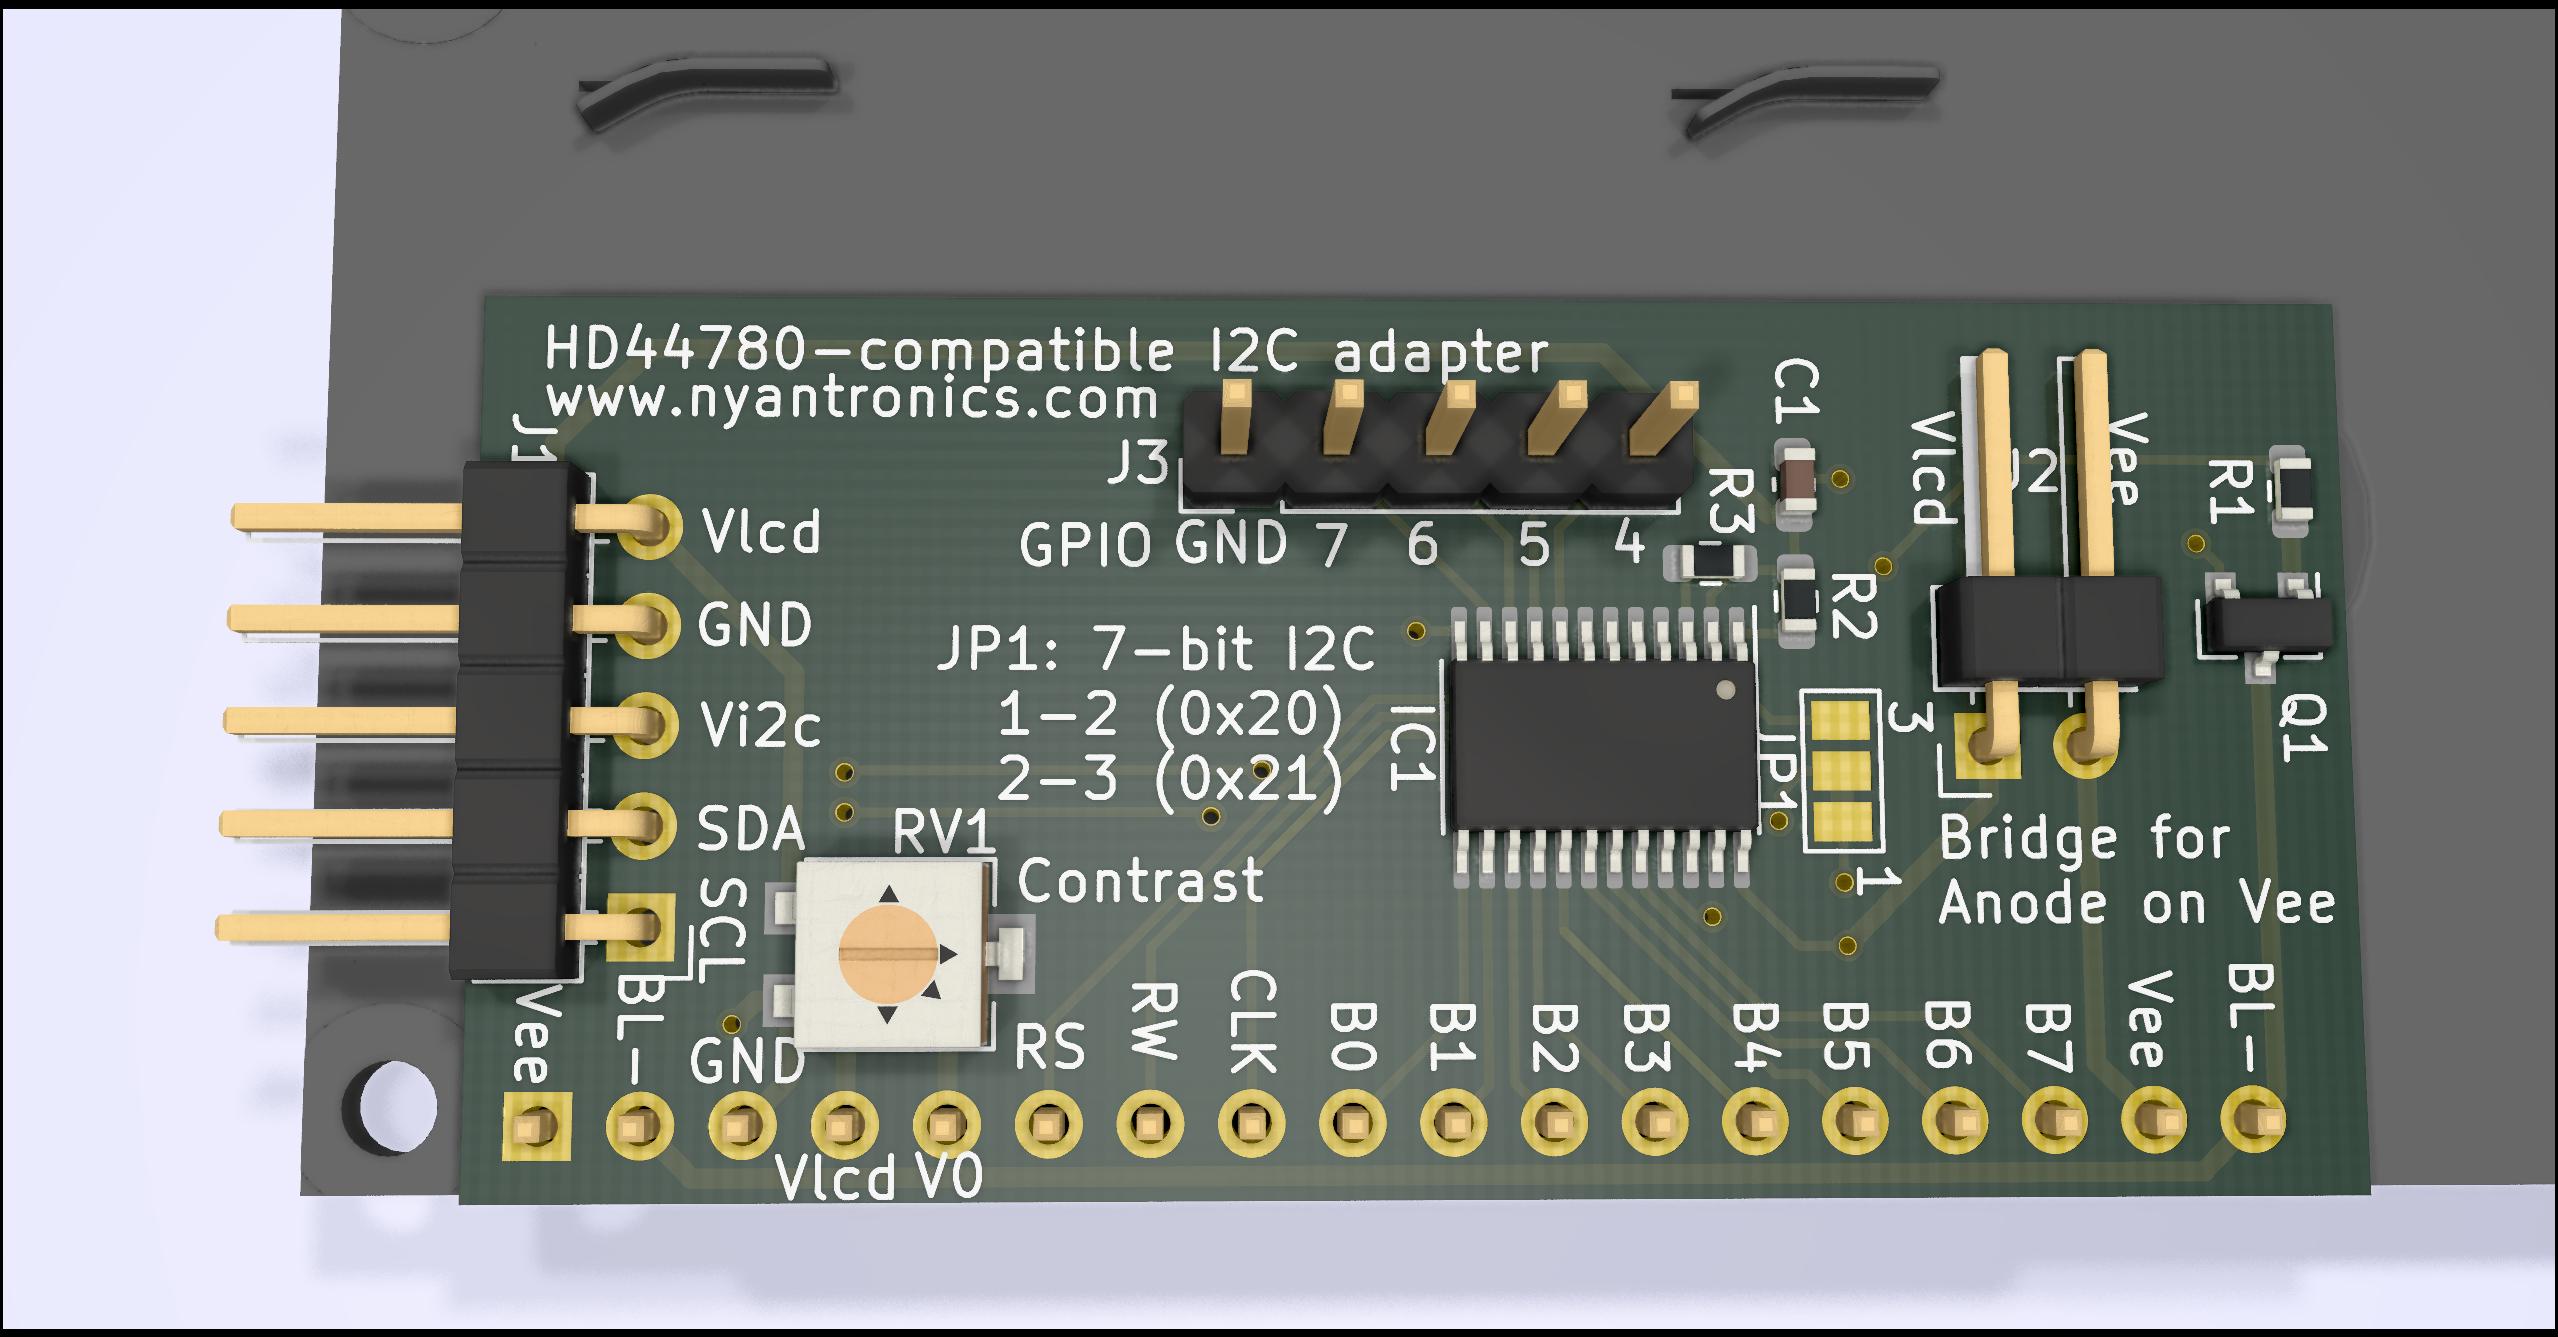 HD44780-compatible I2C adapter
www.nyantronics.com
J1
J3
C1
Vlcd
J2
Vee
R1
R3
Vlcd
GPIO GND 7 6 5 4
GND
R2
JP1: 7-bit I2C
1-2 (0x20)
2-3 (0x21)
Vi2c
IC1
JP1
3
1
Q1
SDA
RV1
Contrast
Bridge for
Anode on Vee
SCL
Vee
BL-
GND
Vlcd
V0
RS
RW
CLK
B0
B1
B2
B3
B4
B5
B6
B7
Vee
BL-